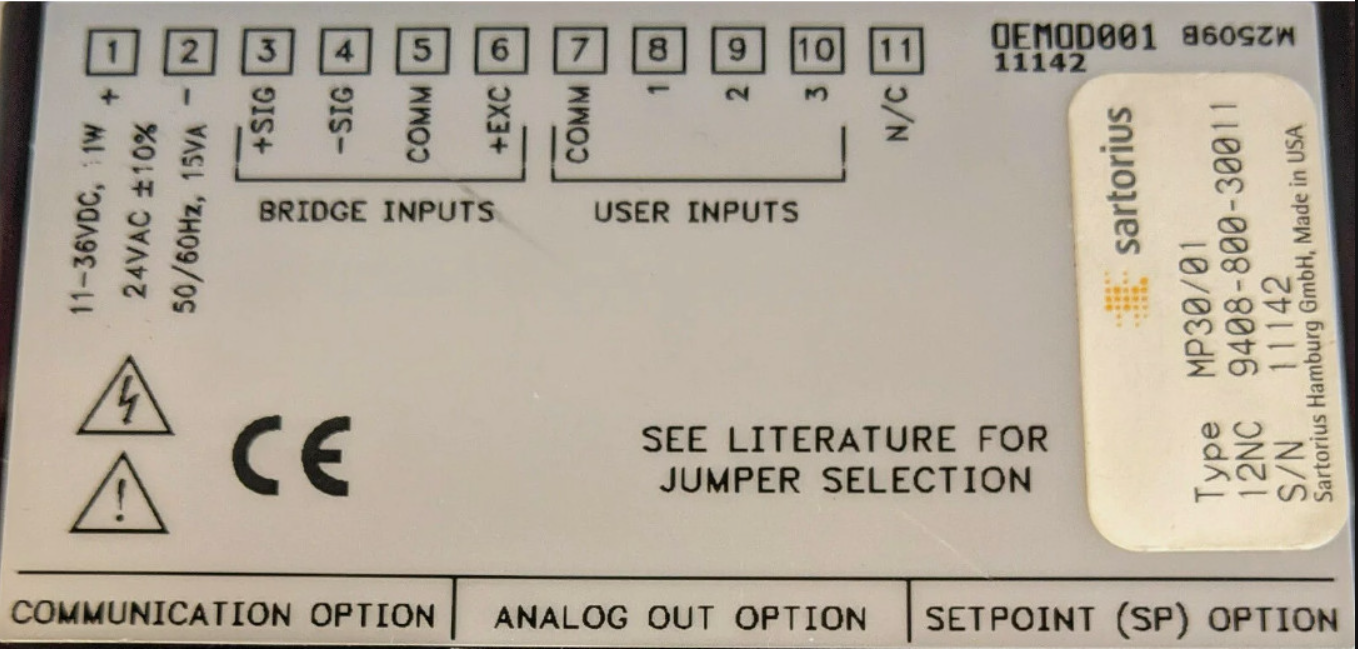 1 2 3 4 5 6 7 8 9 10 11
OEMOD001
11142
M2509B
+ - +SIG -SIG COMM +EXC COMM 1 2 3 N/C
11-36VDC, 11W
24VAC ±10%
50/60Hz, 15VA
BRIDGE INPUTS
USER INPUTS
CE
SEE LITERATURE FOR
JUMPER SELECTION
sartorius
Type MP30/01
12NC 9408-800-30011
S/N 11142
Sartorius Hamburg GmbH, Made in USA
COMMUNICATION OPTION
ANALOG OUT OPTION
SETPOINT (SP) OPTION